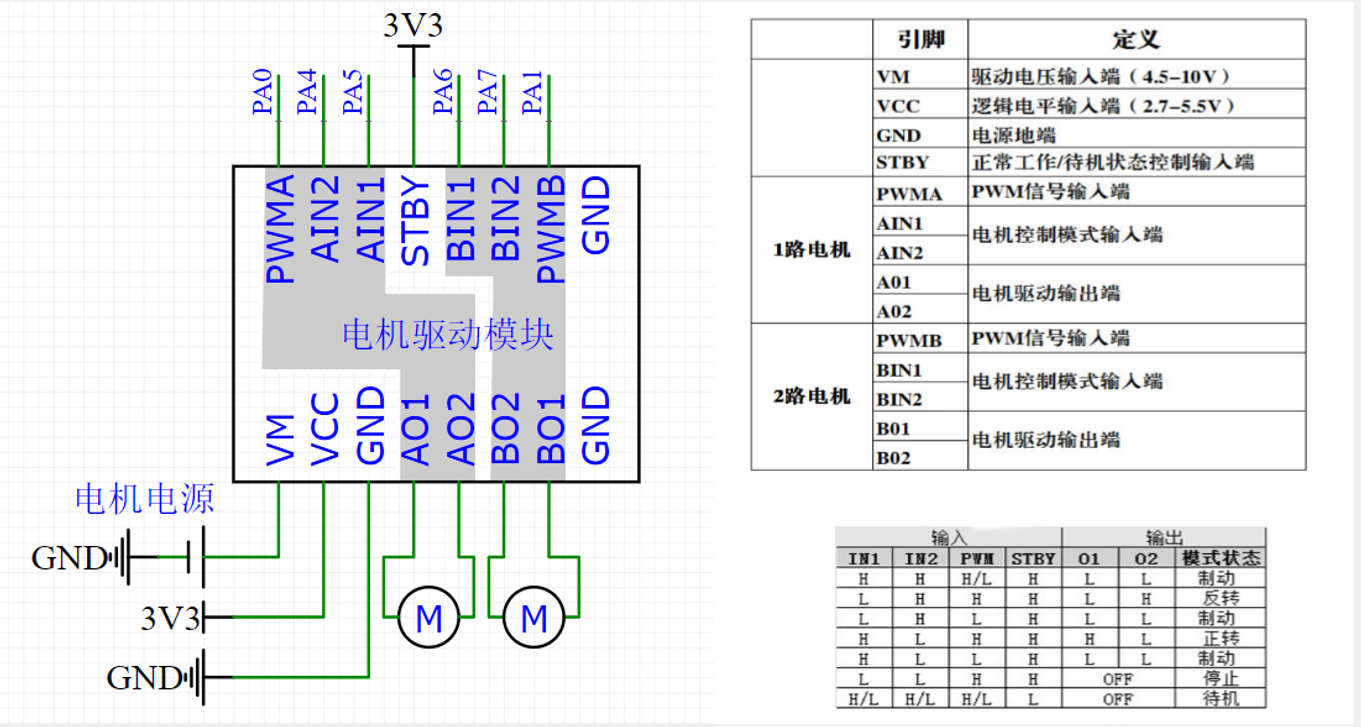 3V3
PA0
PA4
PA5
PA6
PA7
PA1
PWMA
AIN2
AIN1
STBY
BIN1
BIN2
PWMB
GND
电机驱动模块
VM
VCC
GND
AO1
AO2
BO2
BO1
GND
电机电源
GND
3V3
GND
M
M
引脚 定义
VM 驱动电压输入端（4.5-10V）
VCC 逻辑电平输入端（2.7-5.5V）
GND 电源地端
STBY 正常工作/待机状态控制输入端
1路电机
PWMA PWM信号输入端
AIN1
AIN2
电机控制模式输入端
A01
A02
电机驱动输出端
2路电机
PWMB PWM信号输入端
BIN1
BIN2
电机控制模式输入端
B01
B02
电机驱动输出端
输入 输出
IN1 IN2 PWM STBY O1 O2 模式状态
H H H/L H L L 制动
L H H H L H 反转
L H L H L L 制动
H L H H H L 正转
H L L H L L 制动
L L H H OFF 停止
H/L H/L H/L L OFF 待机